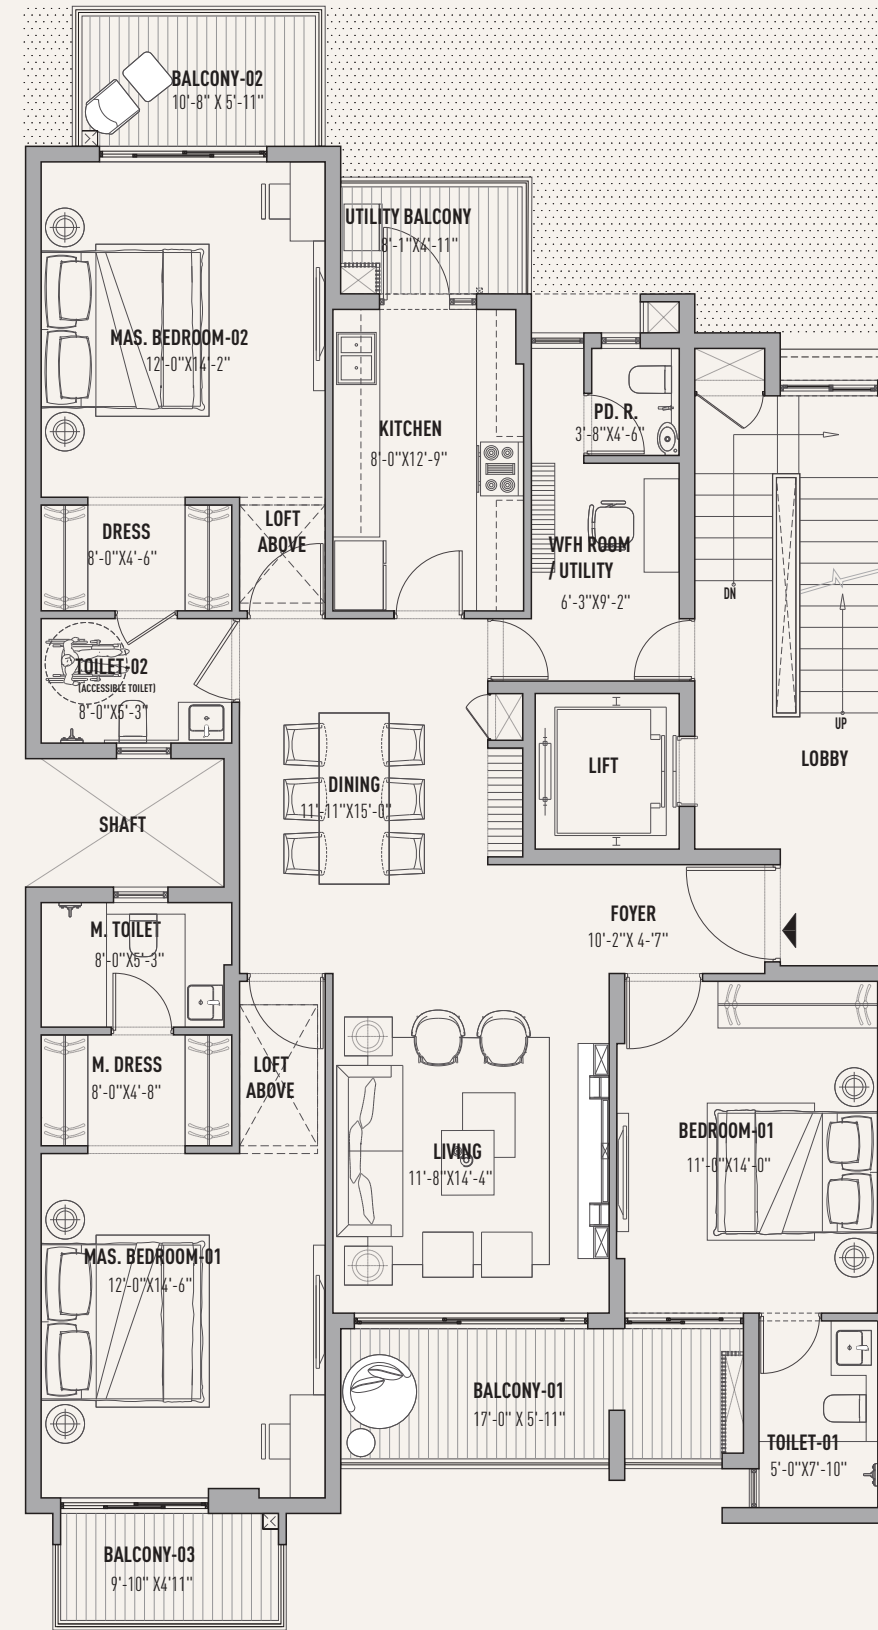 BALCONY-02
10'-8" X 5'-11"
UTILITY BALCONY
8'-1"X4'-11"
MAS. BEDROOM-02
12'-0"X14'-2"
KITCHEN
8'-0"X12'-9"
PD. R.
3'-8"X4'-6"
DRESS
8'-0"X4'-6"
LOFT
ABOVE
WFH ROOM
/ UTILITY
6'-3"X9'-2"
DN
UP
TOILET-02
(ACCESSIBLE TOILET)
8'-0"X5'-3"
LIFT
LOBBY
DINING
11'-11"X15'-0"
SHAFT
FOYER
10'-2"X 4-'7"
M. TOILET
8'-0"X5'-3"
M. DRESS
8'-0"X4'-8"
LOFT
ABOVE
LIVING
11'-8"X14'-4"
BEDROOM-01
11'-0"X14'-0"
MAS. BEDROOM-01
12'-0"X14'-6"
BALCONY-01
17'-0" X 5'-11"
TOILET-01
5'-0"X7'-10"
BALCONY-03
9'-10" X4'11"